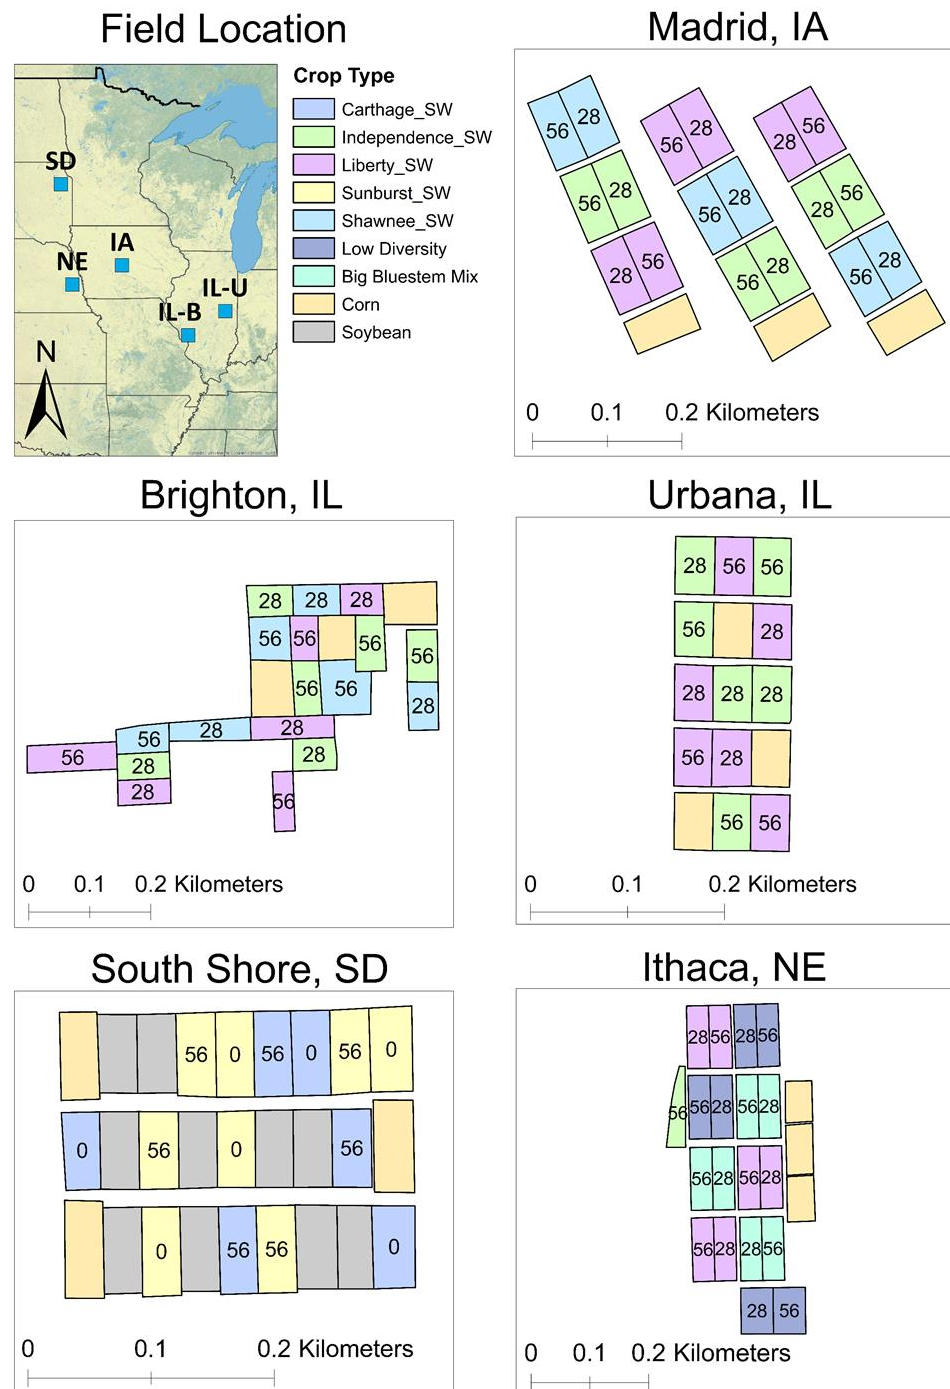 Field Location
SD
IA
NE
IL-U
IL-B
N
Crop Type
Carthage_SW
Independence_SW
Liberty_SW
Sunburst_SW
Shawnee_SW
Low Diversity
Big Bluestem Mix
Corn
Soybean
Madrid, IA
56 28 56 28 28 56
56 28 56 28 28 56
28 56 56 28 56 28
0 0.1 0.2 Kilometers
Brighton, IL
28 28 28
56 56 56 56
56 56 28
56 28 28
56 28 28
28 56
0 0.1 0.2 Kilometers
Urbana, IL
28 56 56
56 28
28 28 28
56 28
56 56
0 0.1 0.2 Kilometers
South Shore, SD
56 0 56 0 56 0
0 56 0 56
0 56 56 0
0 0.1 0.2
Ithaca, NE
28 56 28 56
56 56 28 56 28
56 28 56 28
56 28 28 56
28 56
0 0.1 0.2 Kilometers